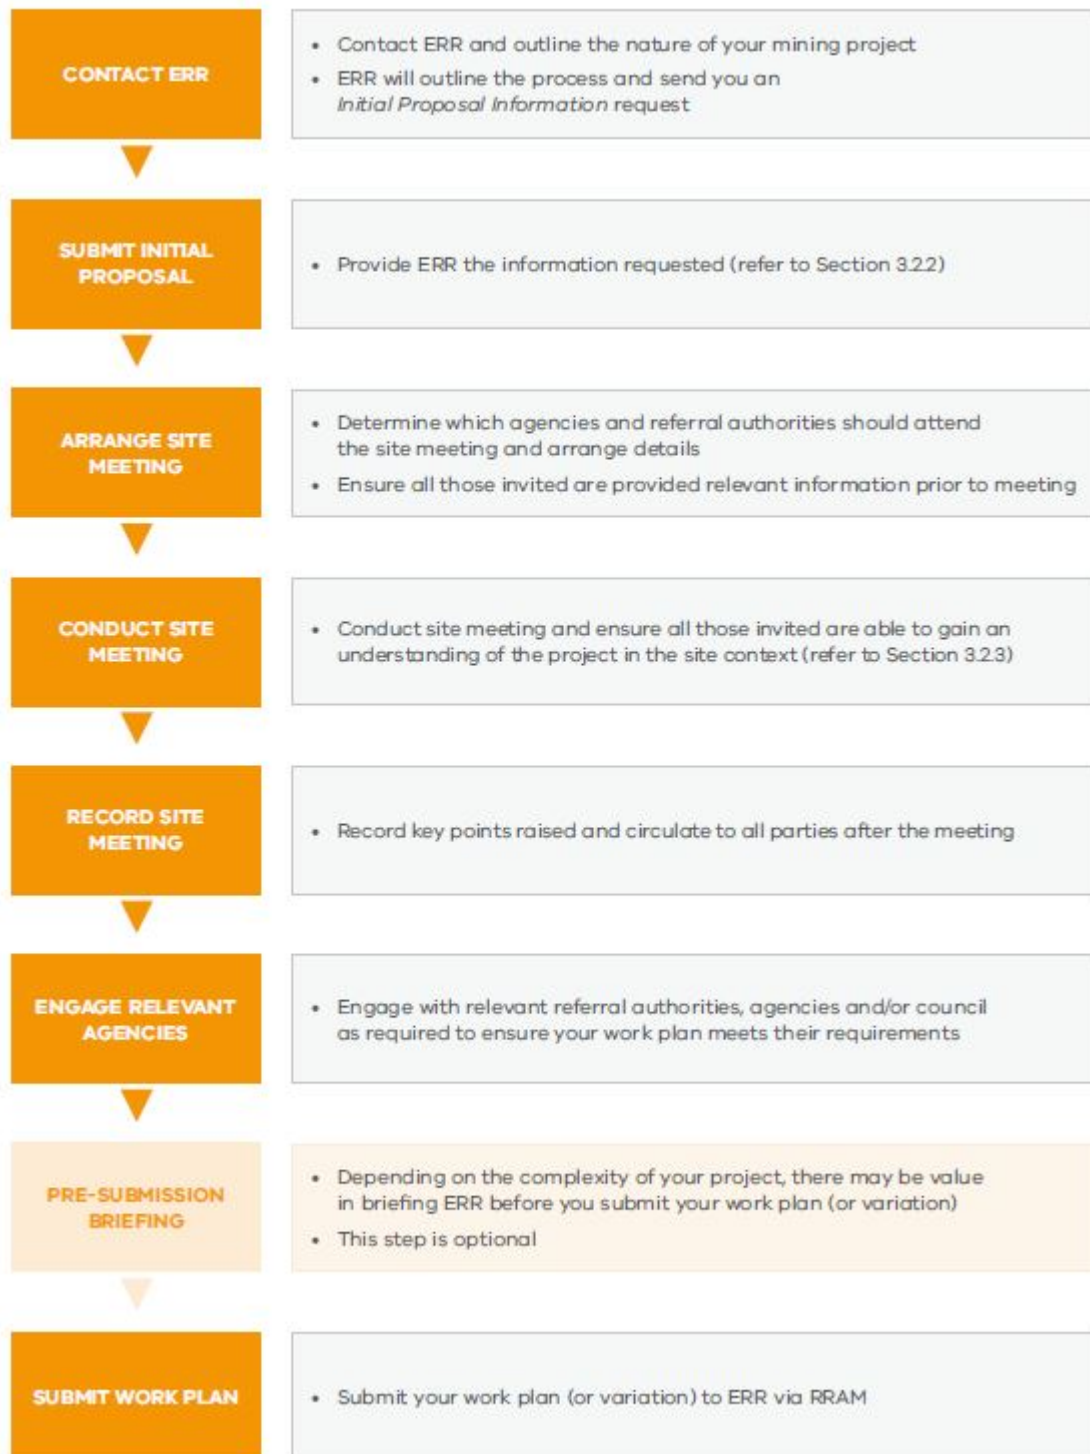 CONTACT ERR
• Contact ERR and outline the nature of your mining project
• ERR will outline the process and send you an
Initial Proposal Information request
SUBMIT INITIAL
PROPOSAL
• Provide ERR the information requested (refer to Section 3.2.2)
ARRANGE SITE
MEETING
• Determine which agencies and referral authorities should attend
the site meeting and arrange details
• Ensure all those invited are provided relevant information prior to meeting
CONDUCT SITE
MEETING
• Conduct site meeting and ensure all those invited are able to gain an
understanding of the project in the site context (refer to Section 3.2.3)
RECORD SITE
MEETING
• Record key points raised and circulate to all parties after the meeting
ENGAGE RELEVANT
AGENCIES
• Engage with relevant referral authorities, agencies and/or council
as required to ensure your work plan meets their requirements
PRE-SUBMISSION
BRIEFING
• Depending on the complexity of your project, there may be value
in briefing ERR before you submit your work plan (or variation)
• This step is optional
SUBMIT WORK PLAN
• Submit your work plan (or variation) to ERR via RRAM